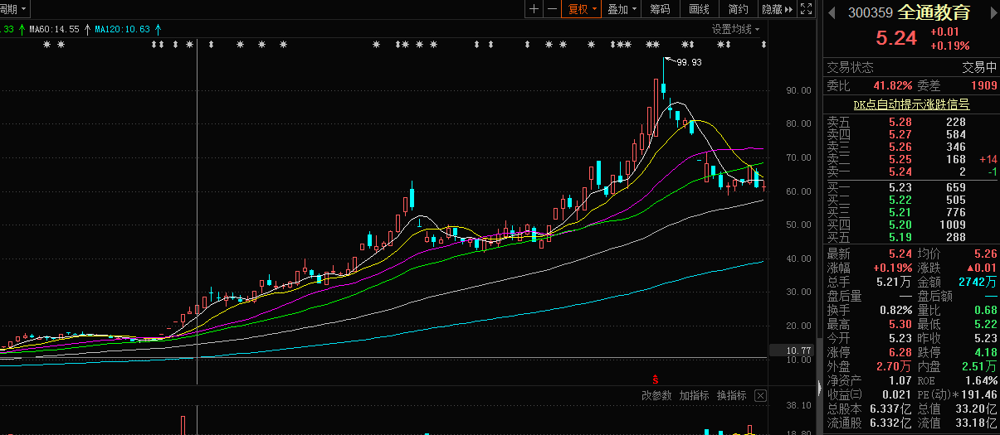 周期
复权 叠加 筹码 画线 简约 隐藏
.33 MA60:14.55 MA120:10.63
设置均线
99.93
90.00
80.00
70.00
60.00
50.00
40.00
30.00
20.00
10.77
10.00
S
改参数 加指标 换指标
38.10
18.80
300359 全通教育
5.24 +0.01 +0.19%
交易状态 交易中
委比 41.82% 委差 1909
DK点自动提示涨跌信号
卖五 5.28 228
卖四 5.27 584
卖三 5.26 346
卖二 5.25 168 +14
卖一 5.24 2 -1
买一 5.23 659
买二 5.22 505
买三 5.21 776
买四 5.20 1009
买五 5.19 288
最新 5.24 均价 5.26
涨幅 +0.19% 涨跌 ▲0.01
总手 5.21万 金额 2742万
盘后量 — 盘后额 —
换手 0.82% 量比 0.68
最高 5.30 最低 5.22
今开 5.23 昨收 5.23
涨停 6.28 跌停 4.18
外盘 2.70万 内盘 2.51万
净资产 1.07 ROE 1.64%
收益㈢ 0.021 PE(动)*191.46
总股本 6.337亿 总值 33.20亿
流通股 6.332亿 流值 33.18亿